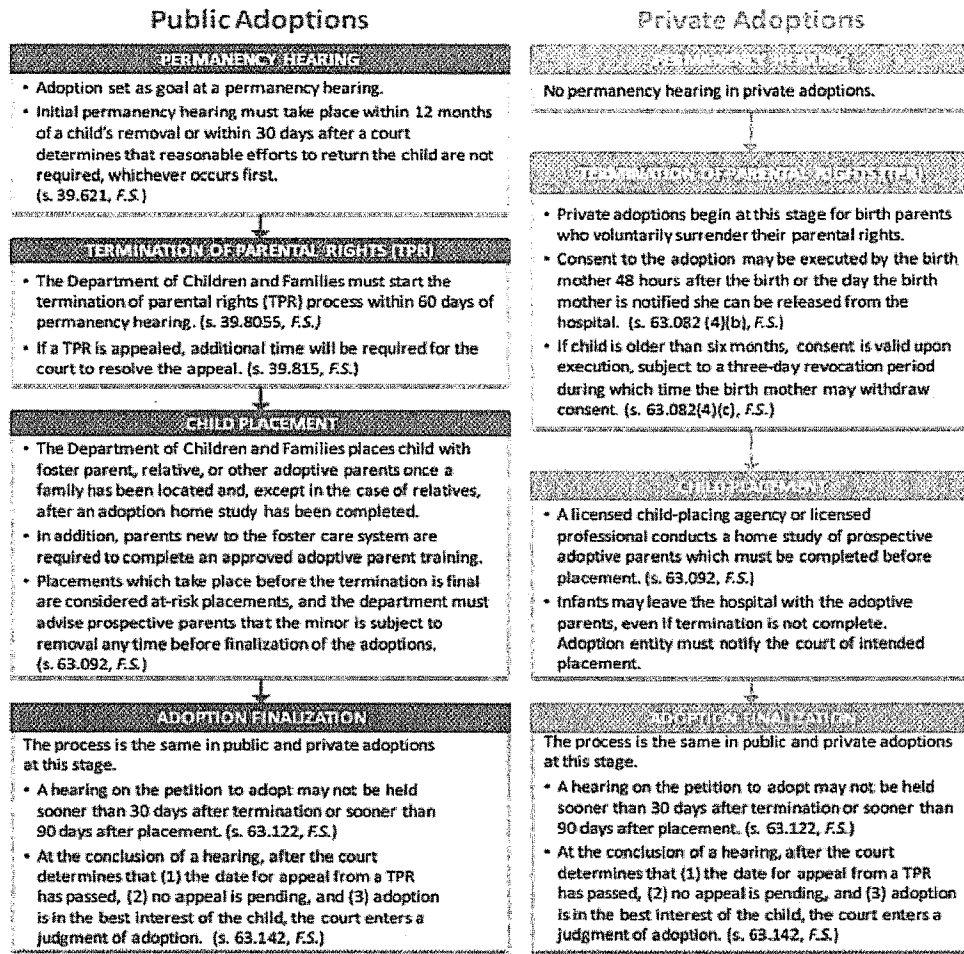 Public Adoptions
PERMANENCY HEARING
• Adoption set as goal at a permanency hearing.
• Initial permanency hearing must take place within 12 months
of a child's removal or within 30 days after a court
determines that reasonable efforts to return the child are not
required, whichever occurs first.
(s. 39.621, F.S.)
TERMINATION OF PARENTAL RIGHTS (TPR)
• The Department of Children and Families must start the
termination of parental rights (TPR) process within 60 days of
permanency hearing. (s. 39.8055, F.S.)
• If a TPR is appealed, additional time will be required for the
court to resolve the appeal. (s. 39.815, F.S.)
CHILD PLACEMENT
• The Department of Children and Families places child with
foster parent, relative, or other adoptive parents once a
family has been located and, except in the case of relatives,
after an adoption home study has been completed.
• In addition, parents new to the foster care system are
required to complete an approved adoptive parent training.
• Placements which take place before the termination is final
are considered at-risk placements, and the department must
advise prospective parents that the minor is subject to
removal any time before finalization of the adoptions.
(s. 63.092, F.S.)
ADOPTION FINALIZATION
The process is the same in public and private adoptions
at this stage.
• A hearing on the petition to adopt may not be held
sooner than 30 days after termination or sooner than
90 days after placement. (s. 63.122, F.S.)
• At the conclusion of a hearing, after the court
determines that (1) the date for appeal from a TPR
has passed, (2) no appeal is pending, and (3) adoption
is in the best interest of the child, the court enters a
judgment of adoption. (s. 63.142, F.S.)
Private Adoptions
PERMANENCY HEARING
No permanency hearing in private adoptions.
TERMINATION OF PARENTAL RIGHTS (TPR)
• Private adoptions begin at this stage for birth parents
who voluntarily surrender their parental rights.
• Consent to the adoption may be executed by the birth
mother 48 hours after the birth or the day the birth
mother is notified she can be released from the
hospital. (s. 63.082 (4)(b), F.S.)
• If child is older than six months, consent is valid upon
execution, subject to a three-day revocation period
during which time the birth mother may withdraw
consent. (s. 63.082(4)(c), F.S.)
CHILD PLACEMENT
• A licensed child-placing agency or licensed
professional conducts a home study of prospective
adoptive parents which must be completed before
placement. (s. 63.092, F.S.)
• Infants may leave the hospital with the adoptive
parents, even if termination is not complete.
Adoption entity must notify the court of intended
placement.
ADOPTION FINALIZATION
The process is the same in public and private adoptions
at this stage.
• A hearing on the petition to adopt may not be held
sooner than 30 days after termination or sooner than
90 days after placement. (s. 63.122, F.S.)
• At the conclusion of a hearing, after the court
determines that (1) the date for appeal from a TPR
has passed, (2) no appeal is pending, and (3) adoption
is in the best interest of the child, the court enters a
judgment of adoption. (s. 63.142, F.S.)